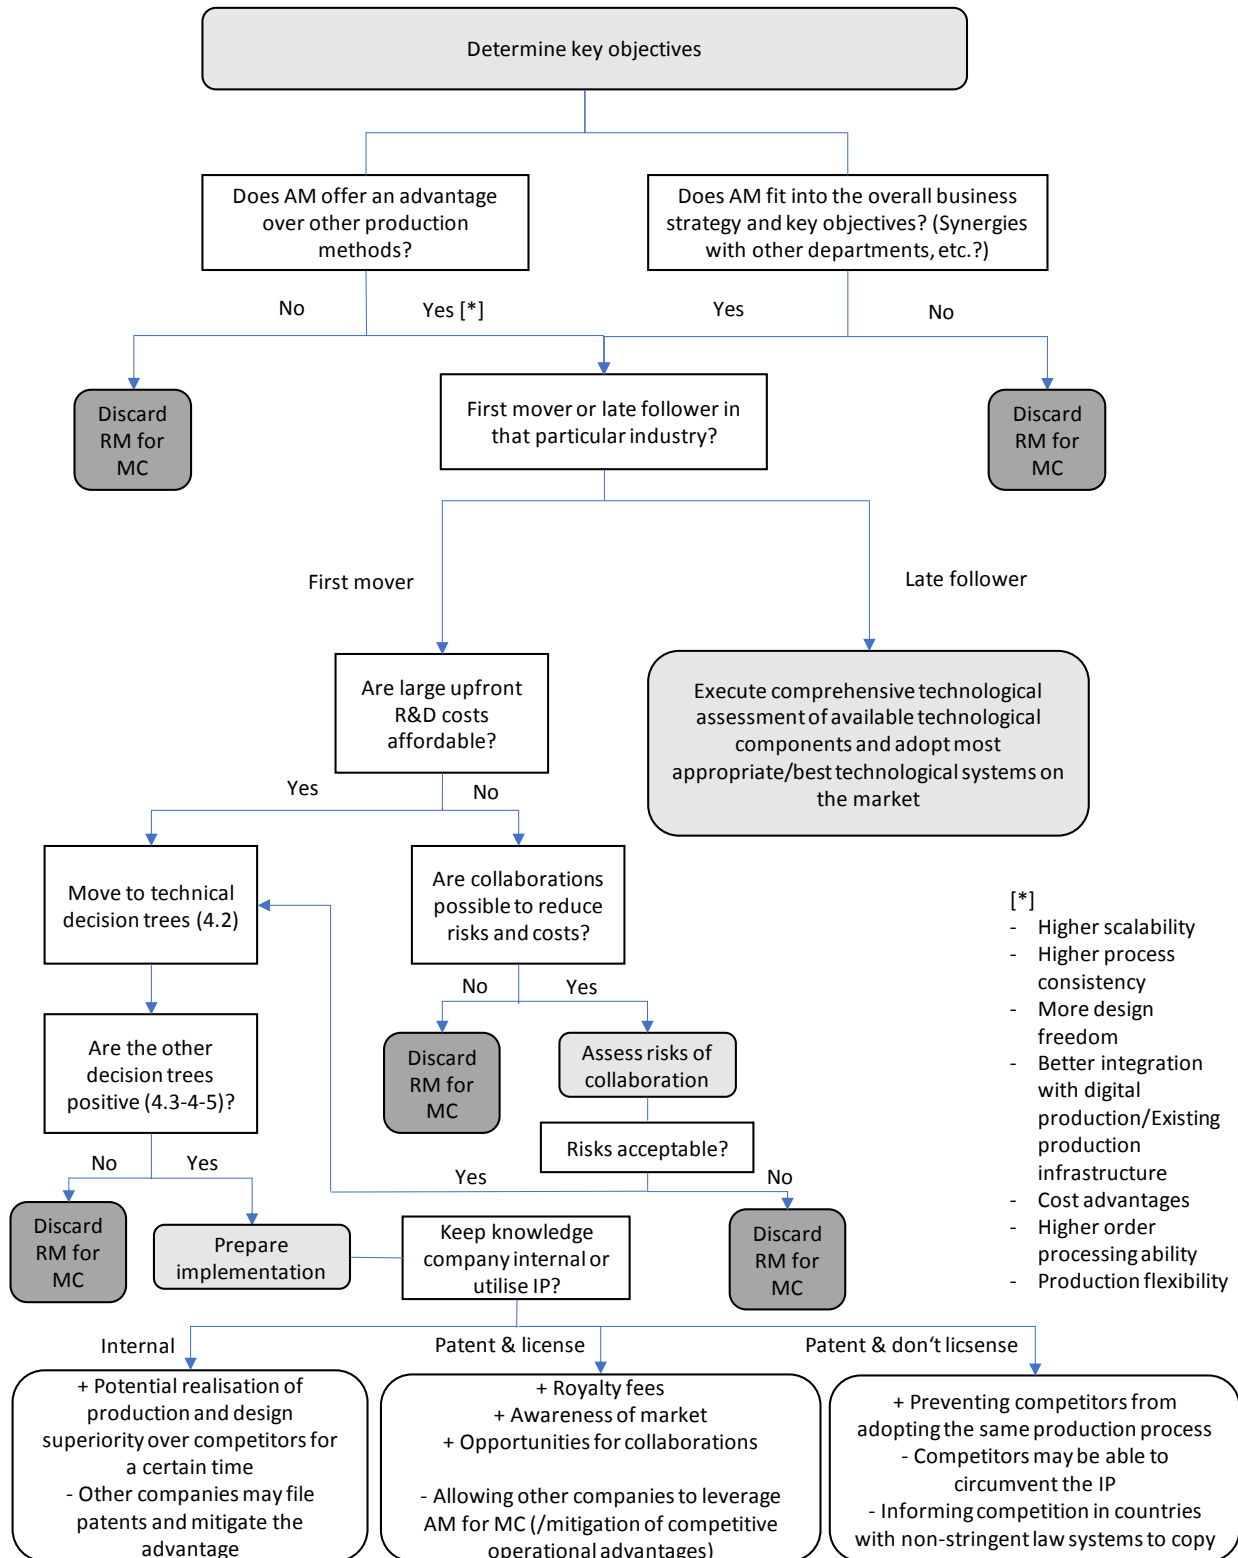 Determine key objectives
Does AM offer an advantage
over other production
methods?
Does AM fit into the overall business
strategy and key objectives? (Synergies
with other departments, etc.?)
No
Yes [*]
Yes
No
Discard
RM for
MC
First mover or late follower in
that particular industry?
Discard
RM for
MC
First mover
Late follower
Are large upfront
R&D costs
affordable?
Execute comprehensive technological
assessment of available technological
components and adopt most
appropriate/best technological systems on
the market
Yes
No
Move to technical
decision trees (4.2)
Are collaborations
possible to reduce
risks and costs?
[*]
- Higher scalability
- Higher process
consistency
- More design
freedom
- Better integration
with digital
production/Existing
production
infrastructure
- Cost advantages
- Higher order
processing ability
- Production flexibility
No
Yes
Are the other
decision trees
positive (4.3-4-5)?
Discard
RM for
MC
Assess risks of
collaboration
Risks acceptable?
No
Yes
Yes
No
Discard
RM for
MC
Prepare
implementation
Keep knowledge
company internal or
utilise IP?
Discard
RM for
MC
Internal
Patent & license
Patent & don‘t licsense
+ Potential realisation of
production and design
superiority over competitors for
a certain time
- Other companies may file
patents and mitigate the
advantage
+ Royalty fees
+ Awareness of market
+ Opportunities for collaborations
- Allowing other companies to leverage
AM for MC (/mitigation of competitive
operational advantages)
+ Preventing competitors from
adopting the same production process
- Competitors may be able to
circumvent the IP
- Informing competition in countries
with non-stringent law systems to copy